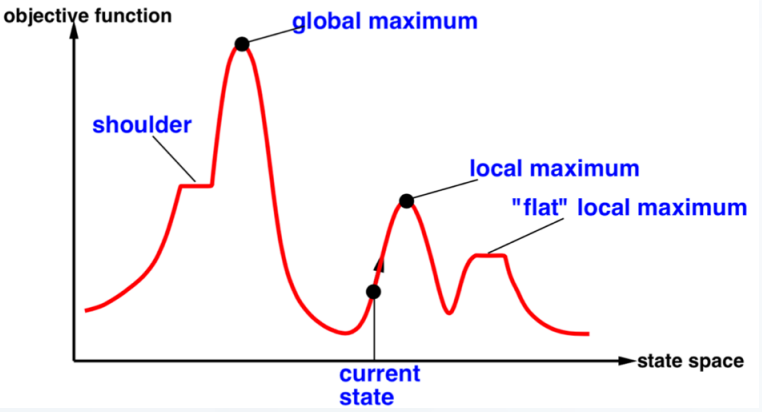 objective function
global maximum
shoulder
local maximum
"flat" local maximum
state space
current
state